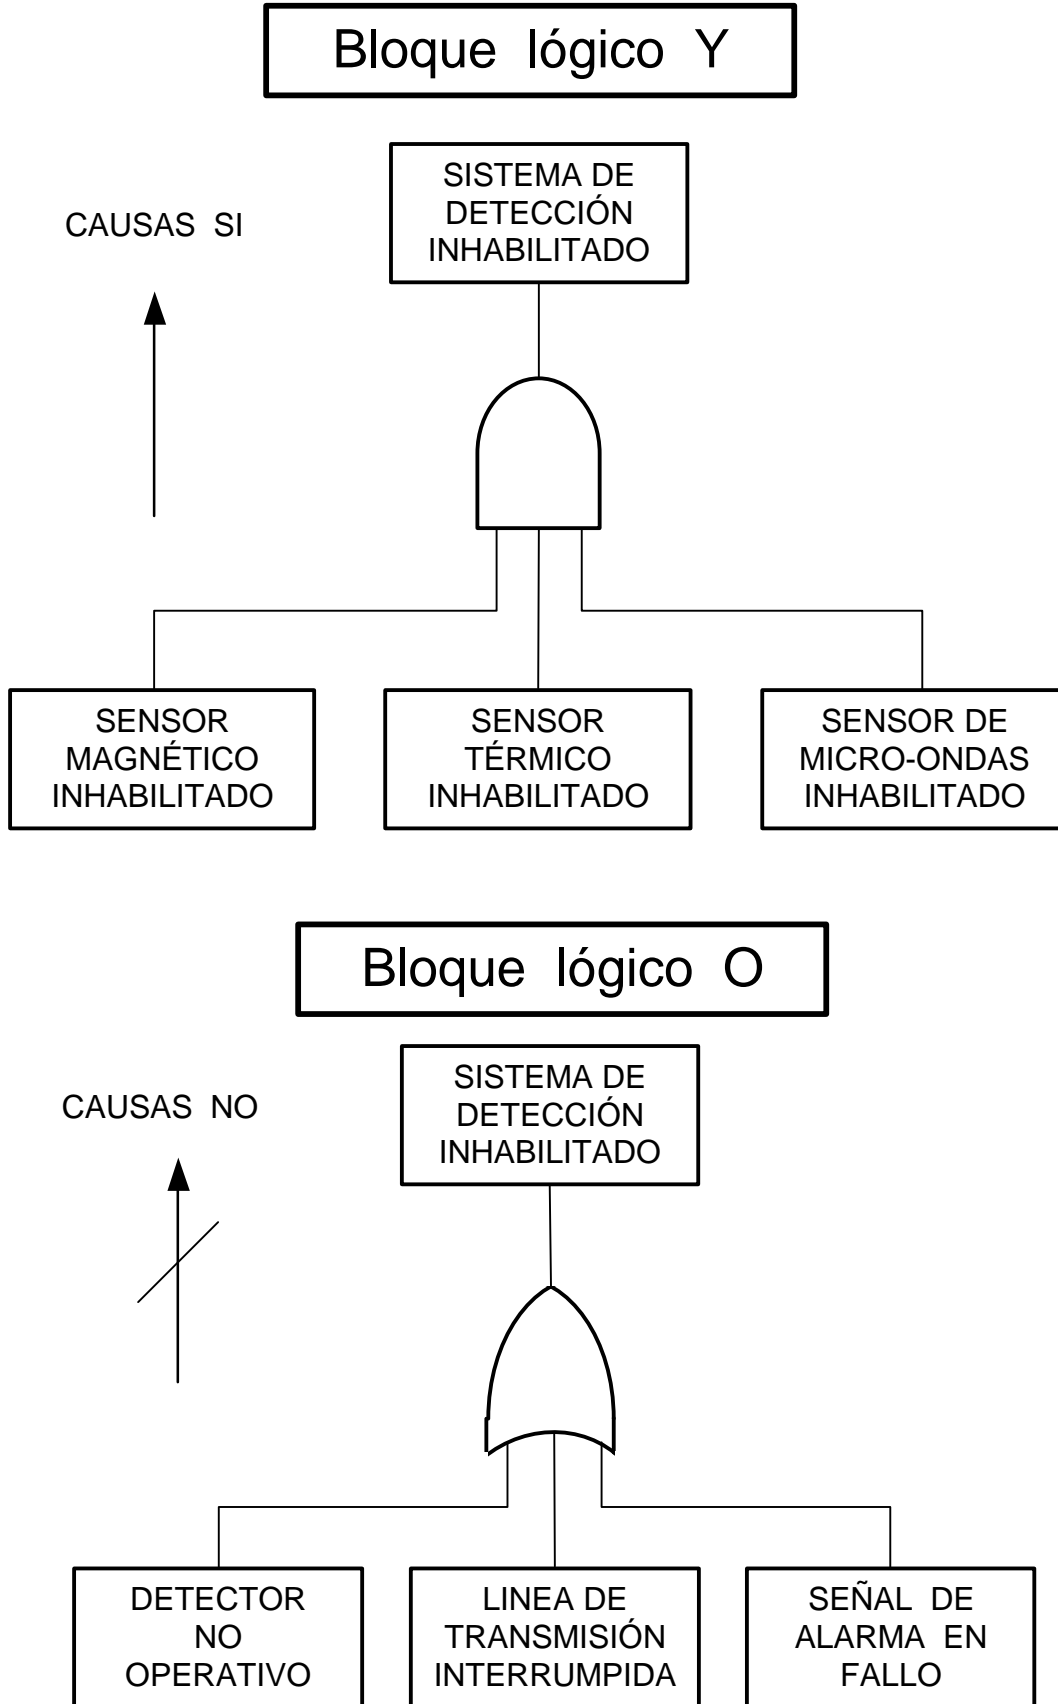 Bloque lógico Y
SISTEMA DE
DETECCIÓN
INHABILITADO
CAUSAS SI
SENSOR
MAGNÉTICO
INHABILITADO
SENSOR
TÉRMICO
INHABILITADO
SENSOR DE
MICRO-ONDAS
INHABILITADO
Bloque lógico O
SISTEMA DE
DETECCIÓN
INHABILITADO
CAUSAS NO
DETECTOR
NO
OPERATIVO
LINEA DE
TRANSMISIÓN
INTERRUMPIDA
SEÑAL DE
ALARMA EN
FALLO